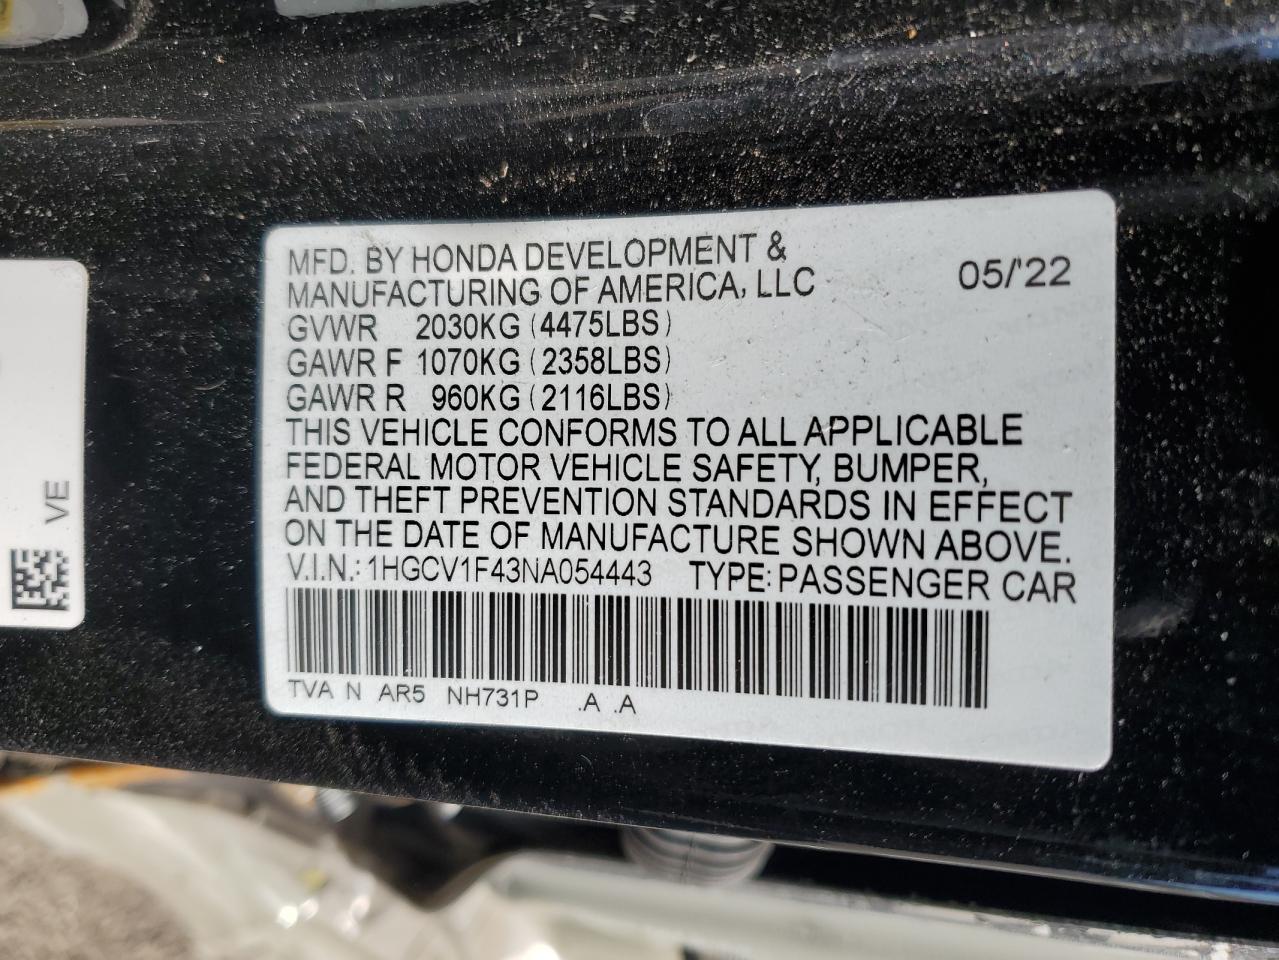 MFD. BY HONDA DEVELOPMENT &
MANUFACTURING OF AMERICA, LLC 05/'22
GVWR 2030KG (4475LBS)
GAWR F 1070KG (2358LBS)
GAWR R 960KG (2116LBS)
THIS VEHICLE CONFORMS TO ALL APPLICABLE
FEDERAL MOTOR VEHICLE SAFETY, BUMPER,
AND THEFT PREVENTION STANDARDS IN EFFECT
ON THE DATE OF MANUFACTURE SHOWN ABOVE.
V.I.N.: 1HGCV1F43NA054443 TYPE: PASSENGER CAR
TVA N AR5 NH731P .A .A
VE